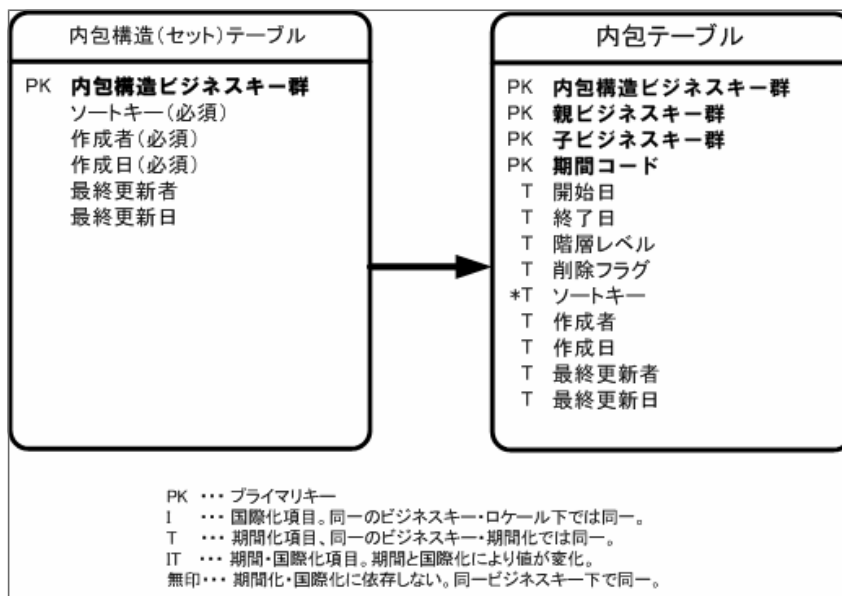 内包構造(セット)テーブル
PK 内包構造ビジネスキー群
ソートキー(必須)
作成者(必須)
作成日(必須)
最終更新者
最終更新日
内包テーブル
PK 内包構造ビジネスキー群
PK 親ビジネスキー群
PK 子ビジネスキー群
PK 期間コード
T 開始日
T 終了日
T 階層レベル
T 削除フラグ
*T ソートキー
T 作成者
T 作成日
T 最終更新者
T 最終更新日
PK ・・・ プライマリキー
I ・・・ 国際化項目。同一のビジネスキー・ロケール下では同一。
T ・・・ 期間化項目、同一のビジネスキー・期間化では同一。
IT ・・・ 期間・国際化項目。期間と国際化により値が変化。
無印・・・ 期間化・国際化に依存しない。同一ビジネスキー下で同一。